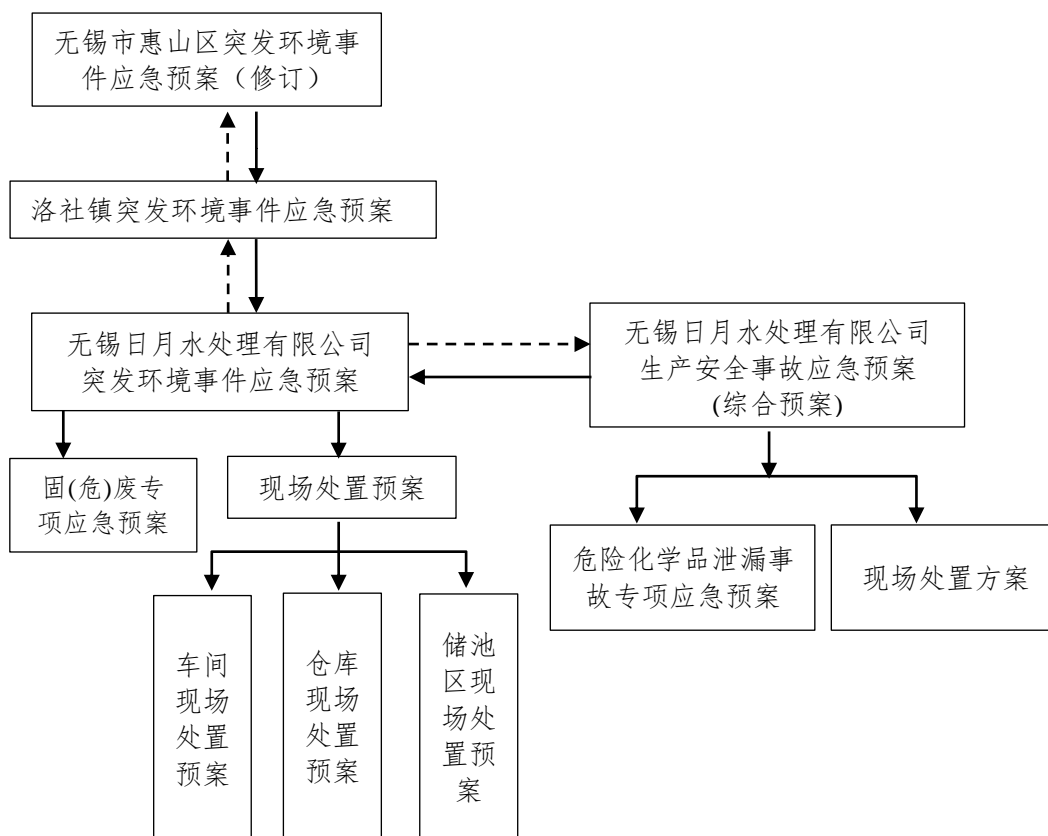 无锡市惠山区突发环境事
件应急预案（修订）
洛社镇突发环境事件应急预案
无锡日月水处理有限公司
突发环境事件应急预案
无锡日月水处理有限公司
生产安全事故应急预案
(综合预案)
固(危)废专
项应急预案
现场处置预案
危险化学品泄漏事
故专项应急预案
现场处置方案
车间
现场
处置
预案
仓库
现场
处置
预案
储池
区现
场处
置预
案